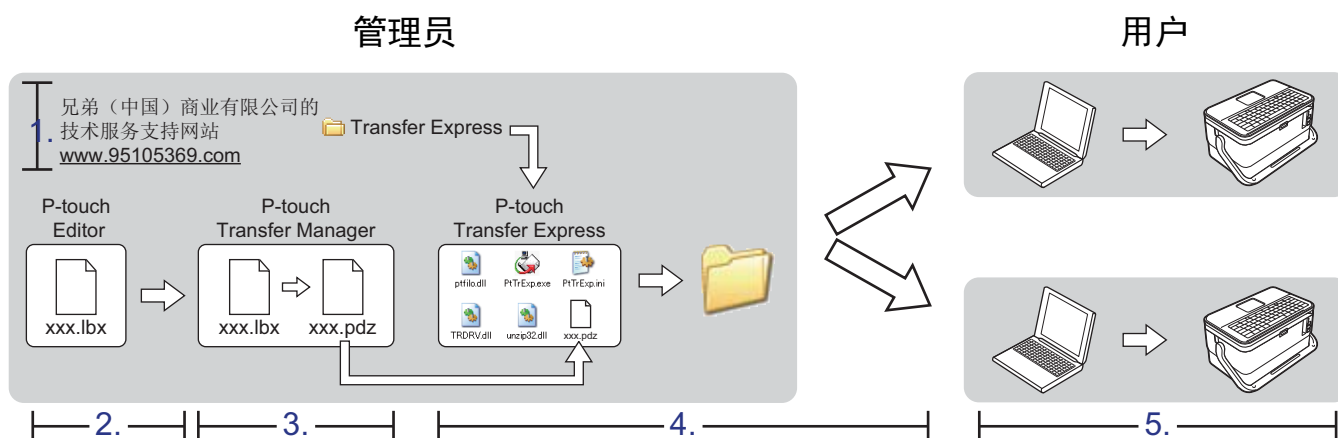 管理员
用户
1.
兄弟（中国）商业有限公司的
技术服务支持网站
www.95105369.com
Transfer Express
P-touch
Editor
xxx.lbx
P-touch
Transfer Manager
xxx.lbx
xxx.pdz
P-touch
Transfer Express
ptfilo.dll
PtTrExp.exe
PtTrExp.ini
TRDRV.dll
unzip32.dll
xxx.pdz
2.
3.
4.
5.